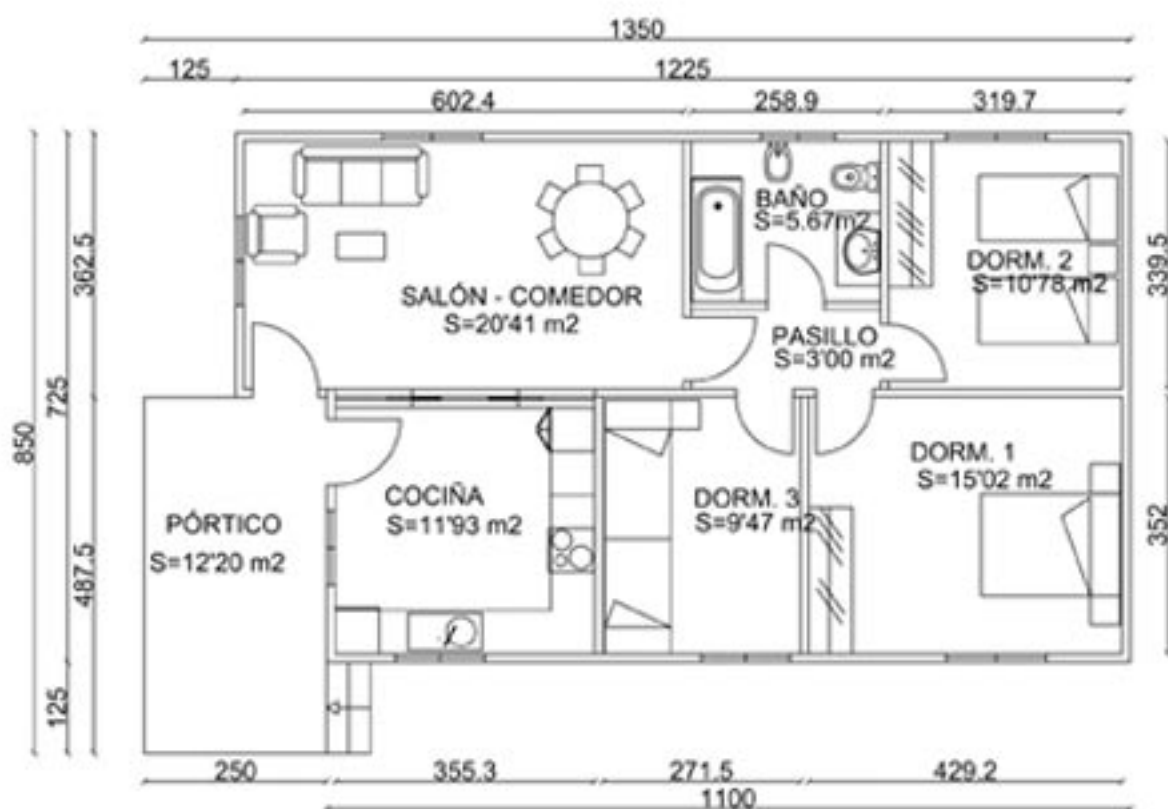 1350
125
1225
602.4
258.9
319.7
850
725
362.5
487.5
125
339.5
352
BAÑO
S=5.67m2
DORM. 2
S=10'78 m2
SALÓN - COMEDOR
S=20'41 m2
PASILLO
S=3'00 m2
DORM. 1
S=15'02 m2
COCIÑA
S=11'93 m2
DORM. 3
S=9'47 m2
PÓRTICO
S=12'20 m2
250
355.3
271.5
429.2
1100